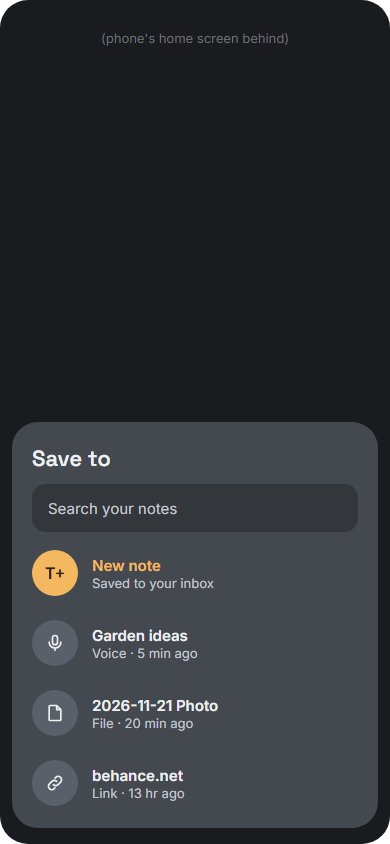 (phone's home screen behind)
Save to
Search your notes
T+
New note
Saved to your inbox
Garden ideas
Voice · 5 min ago
2026-11-21 Photo
File · 20 min ago
behance.net
Link · 13 hr ago